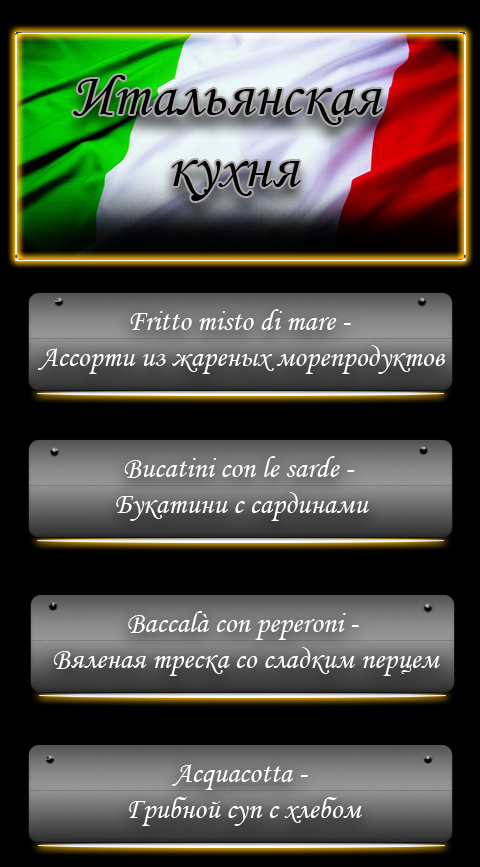 Итальянская
кухня
Fritto misto di mare -
Ассорти из жареных морепродуктов
Bucatini con le sarde -
Букатини с сардинами
Baccalà con peperoni -
Вяленая треска со сладким перцем
Acquacotta -
Грибной суп с хлебом